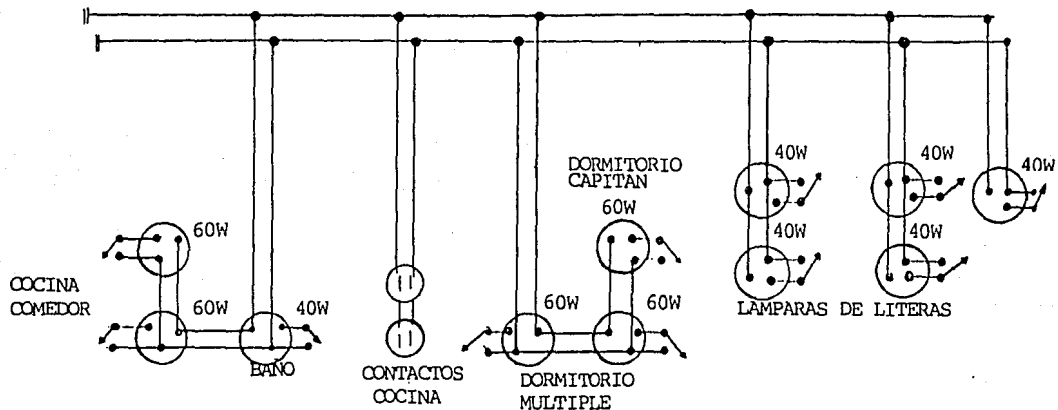 40W
40W
40W
DORMITORIO
CAPITAN
60W
60W
40W
40W
COCINA
COMEDOR
60W
40W
60W
60W
LAMPARAS DE LITERAS
BAÑO
CONTACTOS
COCINA
DORMITORIO
MULTIPLE